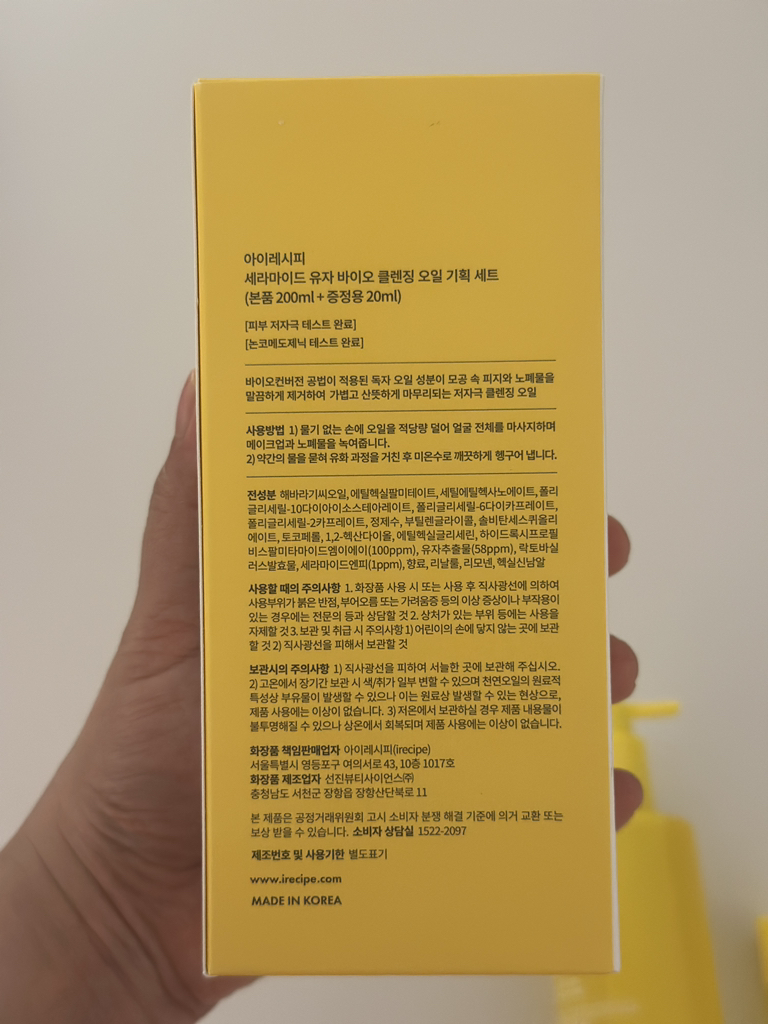 아이레시피
세라마이드 유자 바이오 클렌징 오일 기획 세트
(본품 200ml + 증정용 20ml)
[피부 저자극 테스트 완료]
[논코메도제닉 테스트 완료]
바이오컨버전 공법이 적용된 독자 오일 성분이 모공 속 피지와 노폐물을
말끔하게 제거하여 가볍고 산뜻하게 마무리되는 저자극 클렌징 오일
사용방법 1) 물기 없는 손에 오일을 적당량 덜어 얼굴 전체를 마사지하며
메이크업과 노폐물을 녹여줍니다.
2) 약간의 물을 묻혀 유화 과정을 거친 후 미온수로 깨끗하게 헹구어 냅니다.
전성분 해바라기씨오일, 에틸헥실팔미테이트, 세틸에틸헥사노에이트, 폴리
글리세릴-10다이아이소스테아레이트, 폴리글리세릴-6다이카프레이트,
폴리글리세릴-2카프레이트, 정제수, 부틸렌글라이콜, 솔비탄세스퀴올리
에이트, 토코페롤, 1,2-헥산다이올, 에틸헥실글리세린, 하이드록시프로필
비스팔미타마이드엠이에이(100ppm), 유자추출물(58ppm), 락토바실
러스발효물, 세라마이드엔피(1ppm), 향료, 리날룰, 리모넨, 헥실신남알
사용할 때의 주의사항 1. 화장품 사용 시 또는 사용 후 직사광선에 의하여
사용부위가 붉은 반점, 부어오름 또는 가려움증 등의 이상 증상이나 부작용이
있는 경우에는 전문의 등과 상담할 것 2. 상처가 있는 부위 등에는 사용을
자제할 것 3. 보관 및 취급 시 주의사항 1) 어린이의 손에 닿지 않는 곳에 보관
할 것 2) 직사광선을 피해서 보관할 것
보관시의 주의사항 1) 직사광선을 피하여 서늘한 곳에 보관해 주십시오.
2) 고온에서 장기간 보관 시 색/취가 일부 변할 수 있으며 천연오일의 원료적
특성상 부유물이 발생할 수 있으나 이는 원료상 발생할 수 있는 현상으로,
제품 사용에는 이상이 없습니다. 3) 저온에서 보관하실 경우 제품 내용물이
불투명해질 수 있으나 상온에서 회복되며 제품 사용에는 이상이 없습니다.
화장품 책임판매업자 아이레시피(irecipe)
서울특별시 영등포구 여의서로 43, 10층 1017호
화장품 제조업자 선진뷰티사이언스㈜
충청남도 서천군 장항읍 장항산단북로 11
본 제품은 공정거래위원회 고시 소비자 분쟁 해결 기준에 의거 교환 또는
보상 받을 수 있습니다. 소비자 상담실 1522-2097
제조번호 및 사용기한 별도표기
www.irecipe.com
MADE IN KOREA